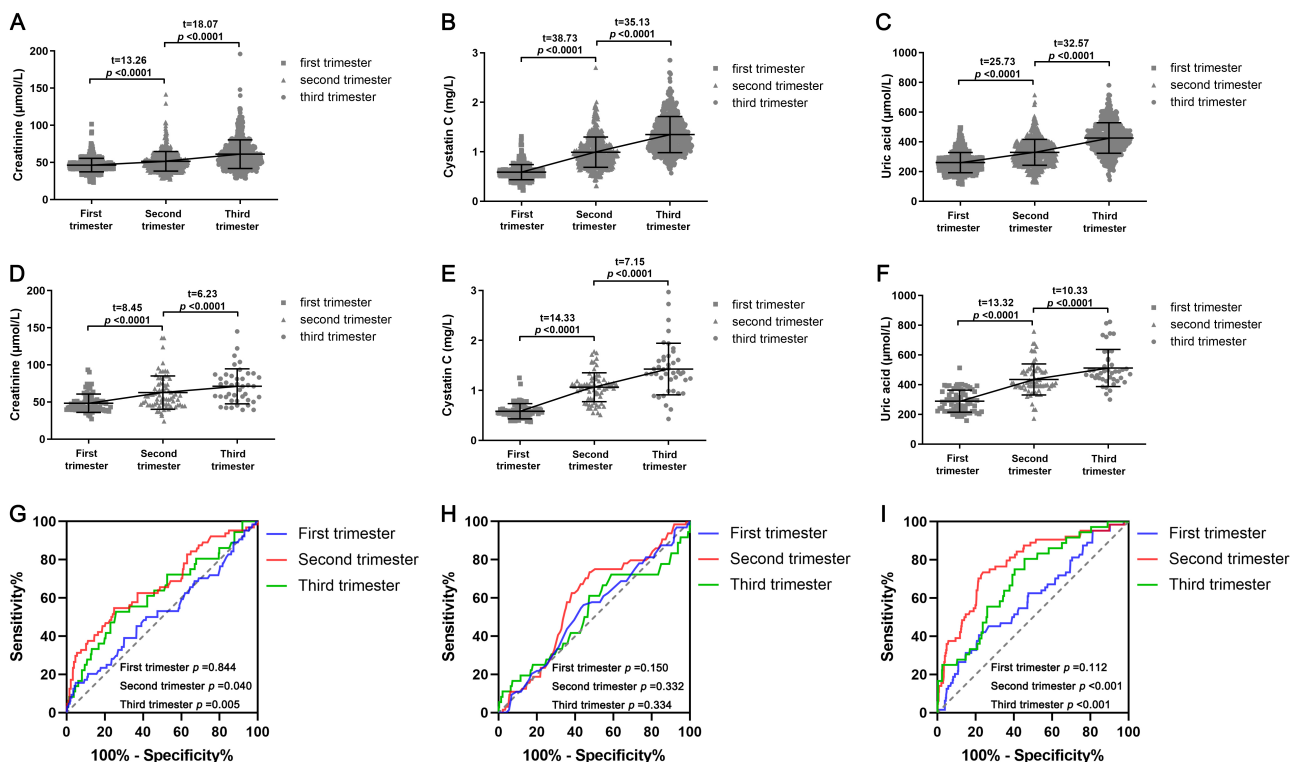 A
t=18.07
p <0.0001
t=13.26
p <0.0001
Creatinine (μmol/L)
200
150
100
50
0
First
trimester
Second
trimester
Third
trimester
first trimester
second trimester
third trimester
B
t=35.13
p <0.0001
t=38.73
p <0.0001
Cystatin C (mg/L)
3
2
1
0
First
trimester
Second
trimester
Third
trimester
first trimester
second trimester
third trimester
C
t=32.57
p <0.0001
t=25.73
p <0.0001
Uric acid (μmol/L)
1000
800
600
400
200
0
First
trimester
Second
trimester
Third
trimester
first trimester
second trimester
third trimester
D
t=8.45
p <0.0001
t=6.23
p <0.0001
Creatinine (μmol/L)
200
150
100
50
0
First
trimester
Second
trimester
Third
trimester
first trimester
second trimester
third trimester
E
t=7.15
p <0.0001
t=14.33
p <0.0001
Cystatin C (mg/L)
3
2
1
0
First
trimester
Second
trimester
Third
trimester
first trimester
second trimester
third trimester
F
t=10.33
p <0.0001
t=13.32
p <0.0001
Uric acid (μmol/L)
1000
800
600
400
200
0
First
trimester
Second
trimester
Third
trimester
first trimester
second trimester
third trimester
G
Sensitivity%
100
80
60
40
20
0
First trimester p =0.844
Second trimester p =0.040
Third trimester p =0.005
0 20 40 60 80 100
100% - Specificity%
First trimester
Second trimester
Third trimester
H
Sensitivity%
100
80
60
40
20
0
First trimester p =0.150
Second trimester p =0.332
Third trimester p =0.334
0 20 40 60 80 100
100% - Specificity%
First trimester
Second trimester
Third trimester
I
Sensitivity%
100
80
60
40
20
0
First trimester p =0.112
Second trimester p <0.001
Third trimester p <0.001
0 20 40 60 80 100
100% - Specificity%
First trimester
Second trimester
Third trimester